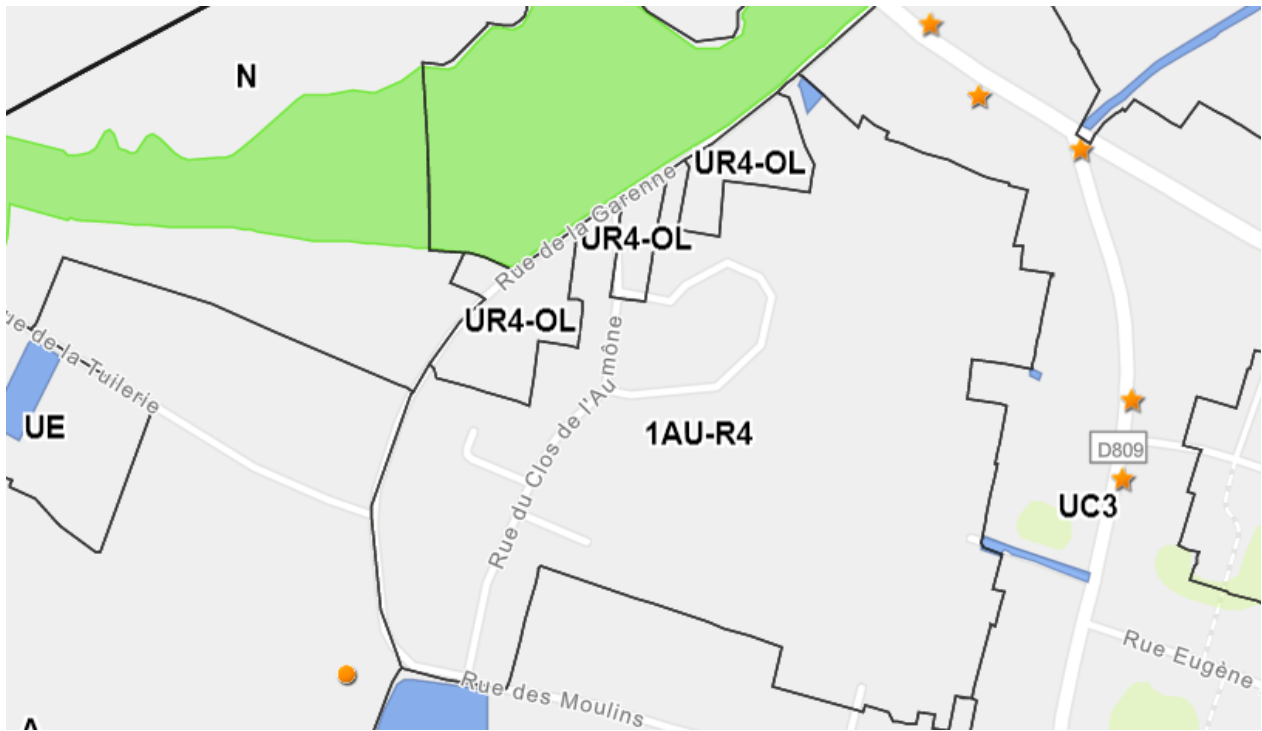 N
UR4-OL
Rue de la Garenne
UR4-OL
UR4-OL
ue de la Tuilerie
UE
Rue du Clos de l'Aumône
1AU-R4
D809
UC3
Rue Eugène
Rue des Moulins
A